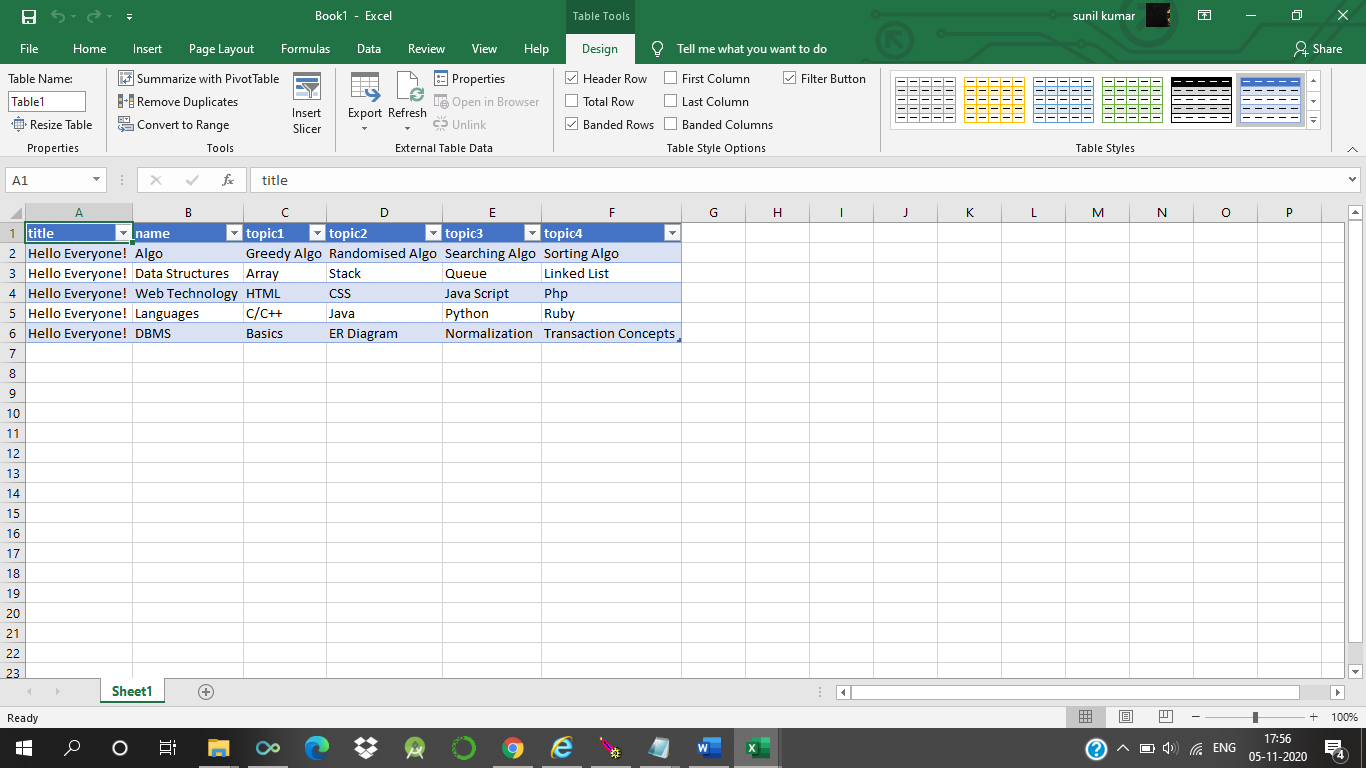 Book1 - Excel
Table Tools
sunil kumar
File Home Insert Page Layout Formulas Data Review View Help Design Tell me what you want to do Share
Table Name:
Table1
Resize Table
Properties
Summarize with PivotTable
Remove Duplicates
Convert to Range
Insert
Slicer
Tools
Export
Refresh
Properties
Open in Browser
Unlink
External Table Data
Header Row First Column Filter Button
Total Row Last Column
Banded Rows Banded Columns
Table Style Options
Table Styles
A1 fx title
A B C D E F G H I J K L M N O P
1 title name topic1 topic2 topic3 topic4
2 Hello Everyone! Algo Greedy Algo Randomised Algo Searching Algo Sorting Algo
3 Hello Everyone! Data Structures Array Stack Queue Linked List
4 Hello Everyone! Web Technology HTML CSS Java Script Php
5 Hello Everyone! Languages C/C++ Java Python Ruby
6 Hello Everyone! DBMS Basics ER Diagram Normalization Transaction Concepts
7
8
9
10
11
12
13
14
15
16
17
18
19
20
21
22
23
Sheet1
Ready
100%
ENG
17:56
05-11-2020
4